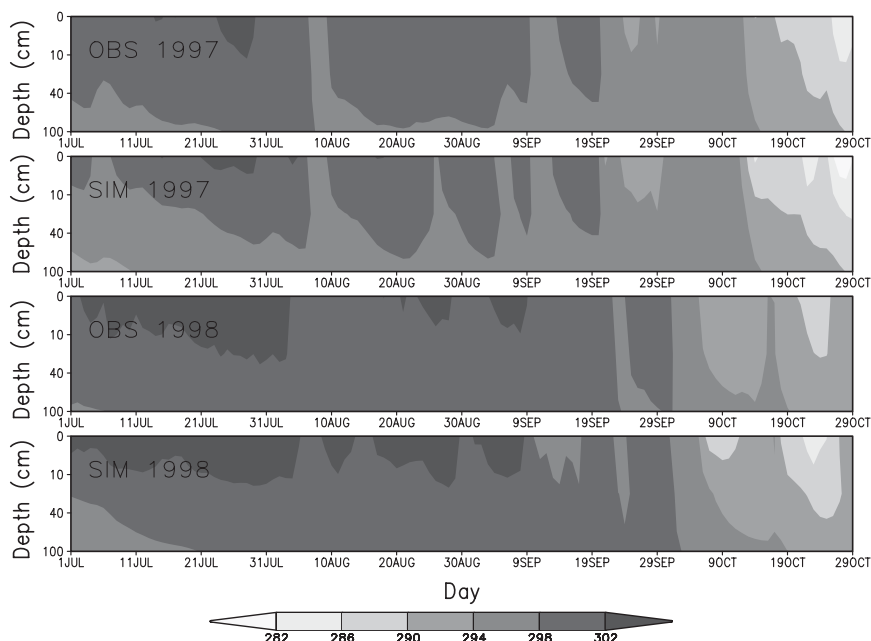 Depth (cm)
0
10
40
100
OBS 1997
1JUL 11JUL 21JUL 31JUL 10AUG 20AUG 30AUG 9SEP 19SEP 29SEP 9OCT 19OCT 29OCT
Depth (cm)
0
10
40
100
SIM 1997
1JUL 11JUL 21JUL 31JUL 10AUG 20AUG 30AUG 9SEP 19SEP 29SEP 9OCT 19OCT 29OCT
Depth (cm)
0
10
40
100
OBS 1998
1JUL 11JUL 21JUL 31JUL 10AUG 20AUG 30AUG 9SEP 19SEP 29SEP 9OCT 19OCT 29OCT
Depth (cm)
0
10
40
100
SIM 1998
1JUL 11JUL 21JUL 31JUL 10AUG 20AUG 30AUG 9SEP 19SEP 29SEP 9OCT 19OCT 29OCT
Day
282 286 290 294 298 302